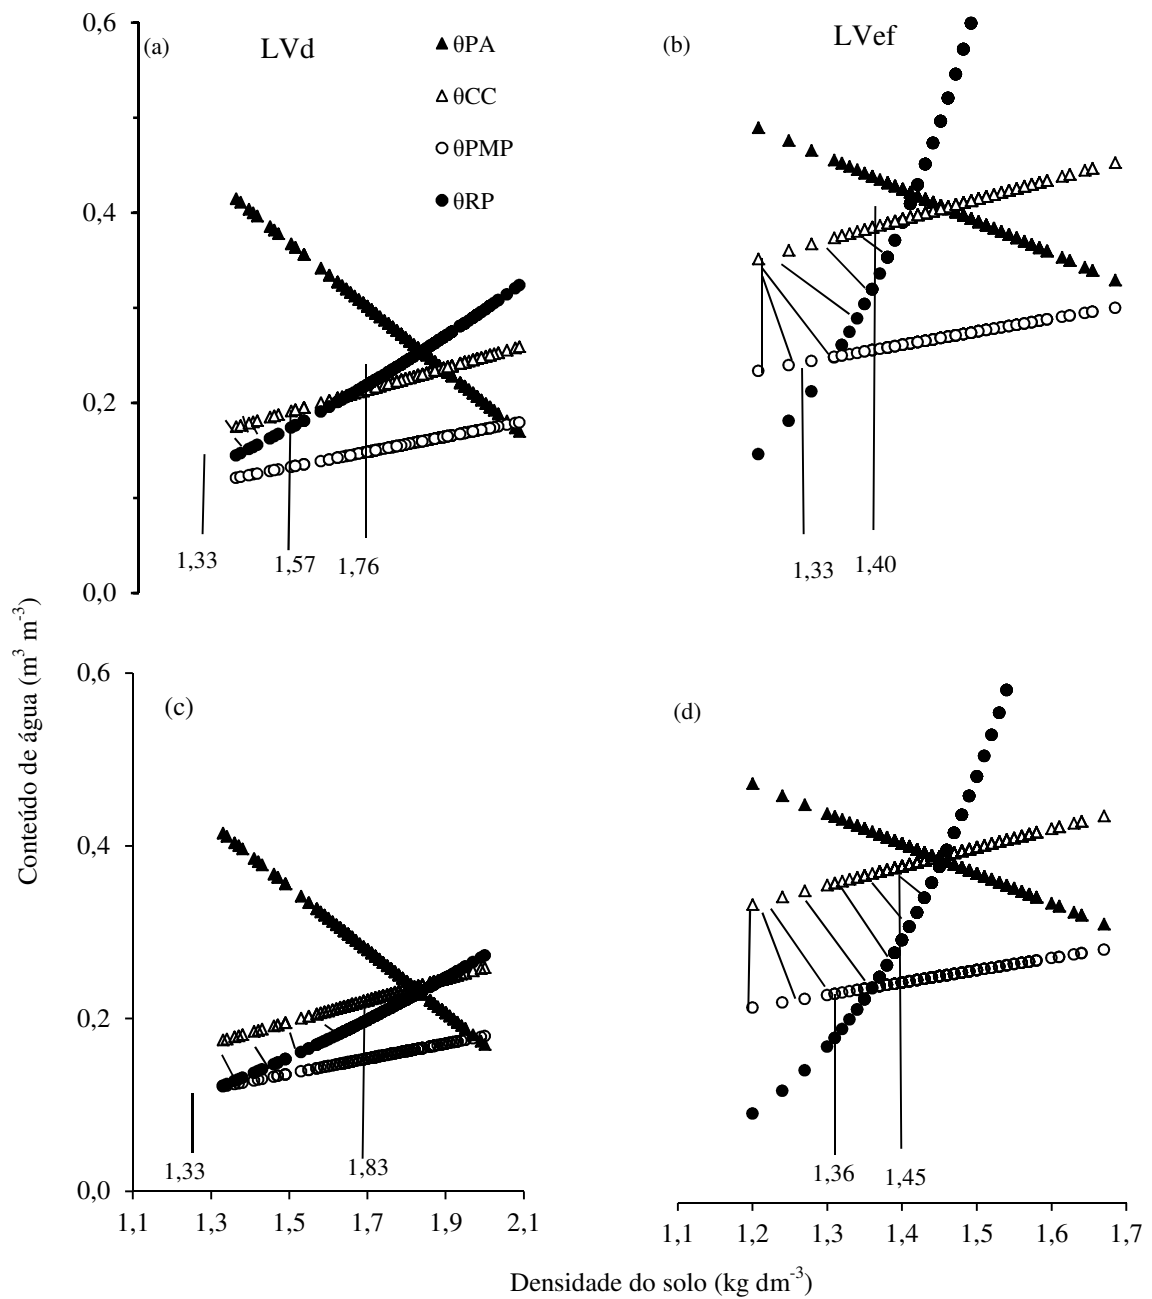 0,6
(a)
LVd
θPA
θCC
θPMP
θRP
0,4
0,2
0,0
1,33
1,57
1,76
(b)
LVef
1,33
1,40
Conteúdo de água (m³ m⁻³)
0,6
(c)
0,4
0,2
0,0
1,33
1,83
1,1 1,3 1,5 1,7 1,9 2,1
(d)
1,36
1,45
1,1 1,2 1,3 1,4 1,5 1,6 1,7
Densidade do solo (kg dm⁻³)